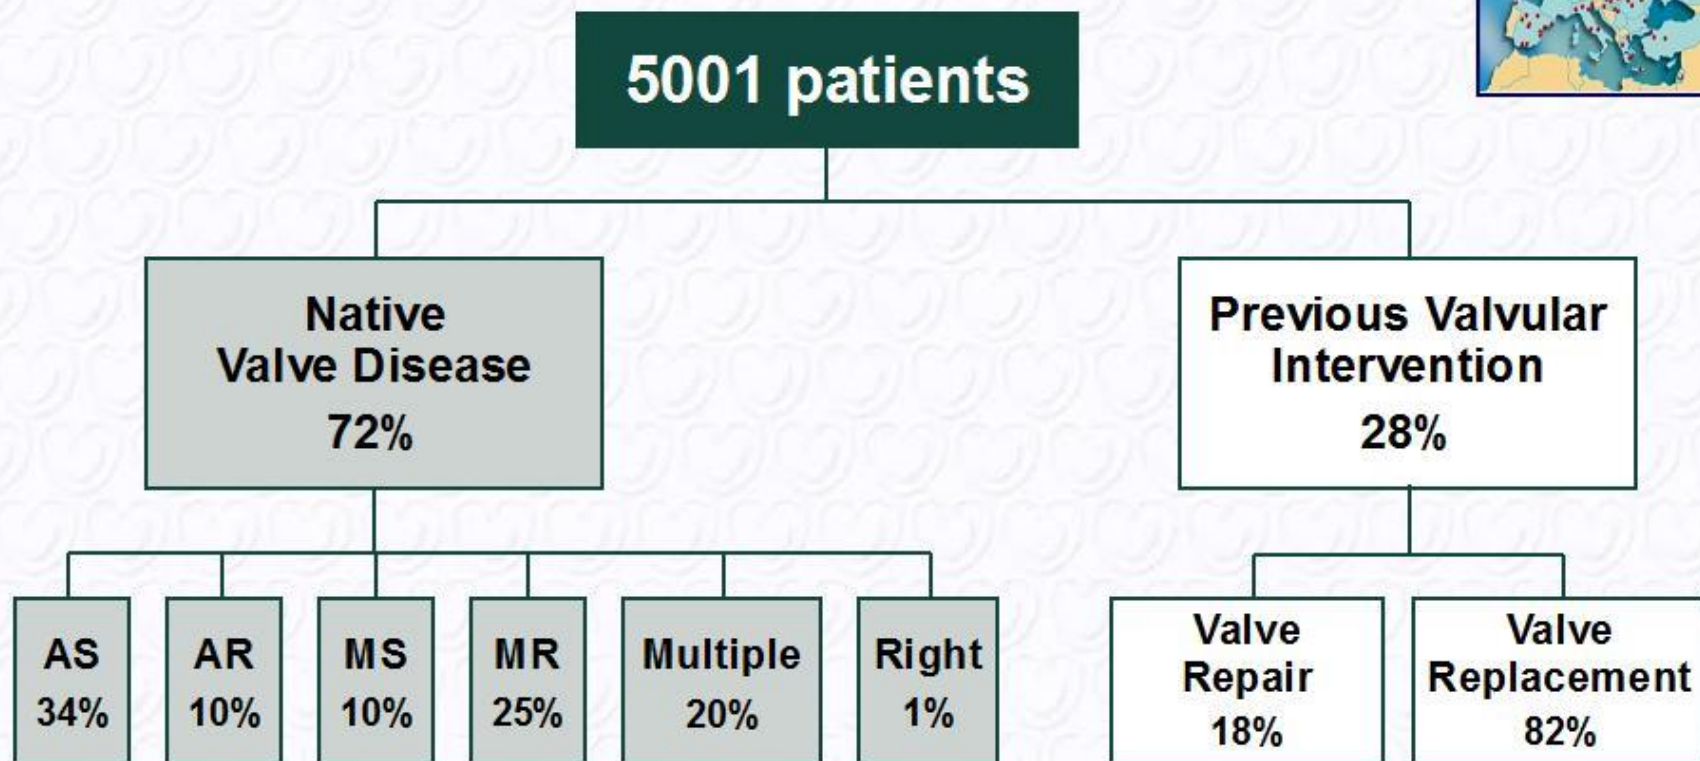 5001 patients
Native
Valve Disease
72%
Previous Valvular
Intervention
28%
AS
34%
AR
10%
MS
10%
MR
25%
Multiple
20%
Right
1%
Valve
Repair
18%
Valve
Replacement
82%